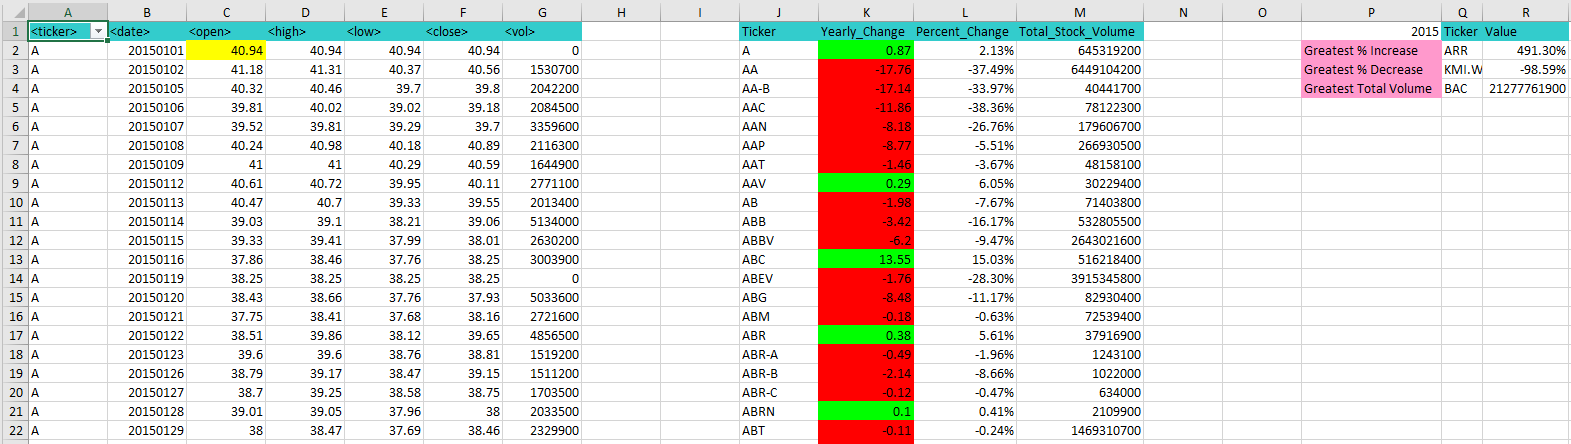 A B C D E F G H I J K L M N O P Q R
1 <ticker> <date> <open> <high> <low> <close> <vol> Ticker Yearly_Change Percent_Change Total_Stock_Volume 2015 Ticker Value
2 A 20150101 40.94 40.94 40.94 40.94 0 A 0.87 2.13% 645319200 Greatest % Increase ARR 491.30%
3 A 20150102 41.18 41.31 40.37 40.56 1530700 AA -17.76 -37.49% 6449104200 Greatest % Decrease KMI.W -98.59%
4 A 20150105 40.32 40.46 39.7 39.8 2042200 AA-B -17.14 -33.97% 40441700 Greatest Total Volume BAC 21277761900
5 A 20150106 39.81 40.02 39.02 39.18 2084500 AAC -11.86 -38.36% 78122300
6 A 20150107 39.52 39.81 39.29 39.7 3359600 AAN -8.18 -26.76% 179606700
7 A 20150108 40.24 40.98 40.18 40.89 2116300 AAP -8.77 -5.51% 266930500
8 A 20150109 41 41 40.29 40.59 1644900 AAT -1.46 -3.67% 48158100
9 A 20150112 40.61 40.72 39.95 40.11 2771100 AAV 0.29 6.05% 30229400
10 A 20150113 40.47 40.7 39.33 39.55 2013400 AB -1.98 -7.67% 71403800
11 A 20150114 39.03 39.1 38.21 39.06 5134000 ABB -3.42 -16.17% 532805500
12 A 20150115 39.33 39.41 37.99 38.01 2630200 ABBV -6.2 -9.47% 2643021600
13 A 20150116 37.86 38.46 37.76 38.25 3003900 ABC 13.55 15.03% 516218400
14 A 20150119 38.25 38.25 38.25 38.25 0 ABEV -1.76 -28.30% 3915345800
15 A 20150120 38.43 38.66 37.76 37.93 5033600 ABG -8.48 -11.17% 82930400
16 A 20150121 37.75 38.41 37.68 38.16 2721600 ABM -0.18 -0.63% 72539400
17 A 20150122 38.51 39.86 38.12 39.65 4856500 ABR 0.38 5.61% 37916900
18 A 20150123 39.6 39.6 38.76 38.81 1519200 ABR-A -0.49 -1.96% 1243100
19 A 20150126 38.79 39.17 38.47 39.15 1511200 ABR-B -2.14 -8.66% 1022000
20 A 20150127 38.7 39.25 38.58 38.75 1703500 ABR-C -0.12 -0.47% 634000
21 A 20150128 39.01 39.05 37.96 38 2033500 ABRN 0.1 0.41% 2109900
22 A 20150129 38 38.47 37.69 38.46 2329900 ABT -0.11 -0.24% 1469310700